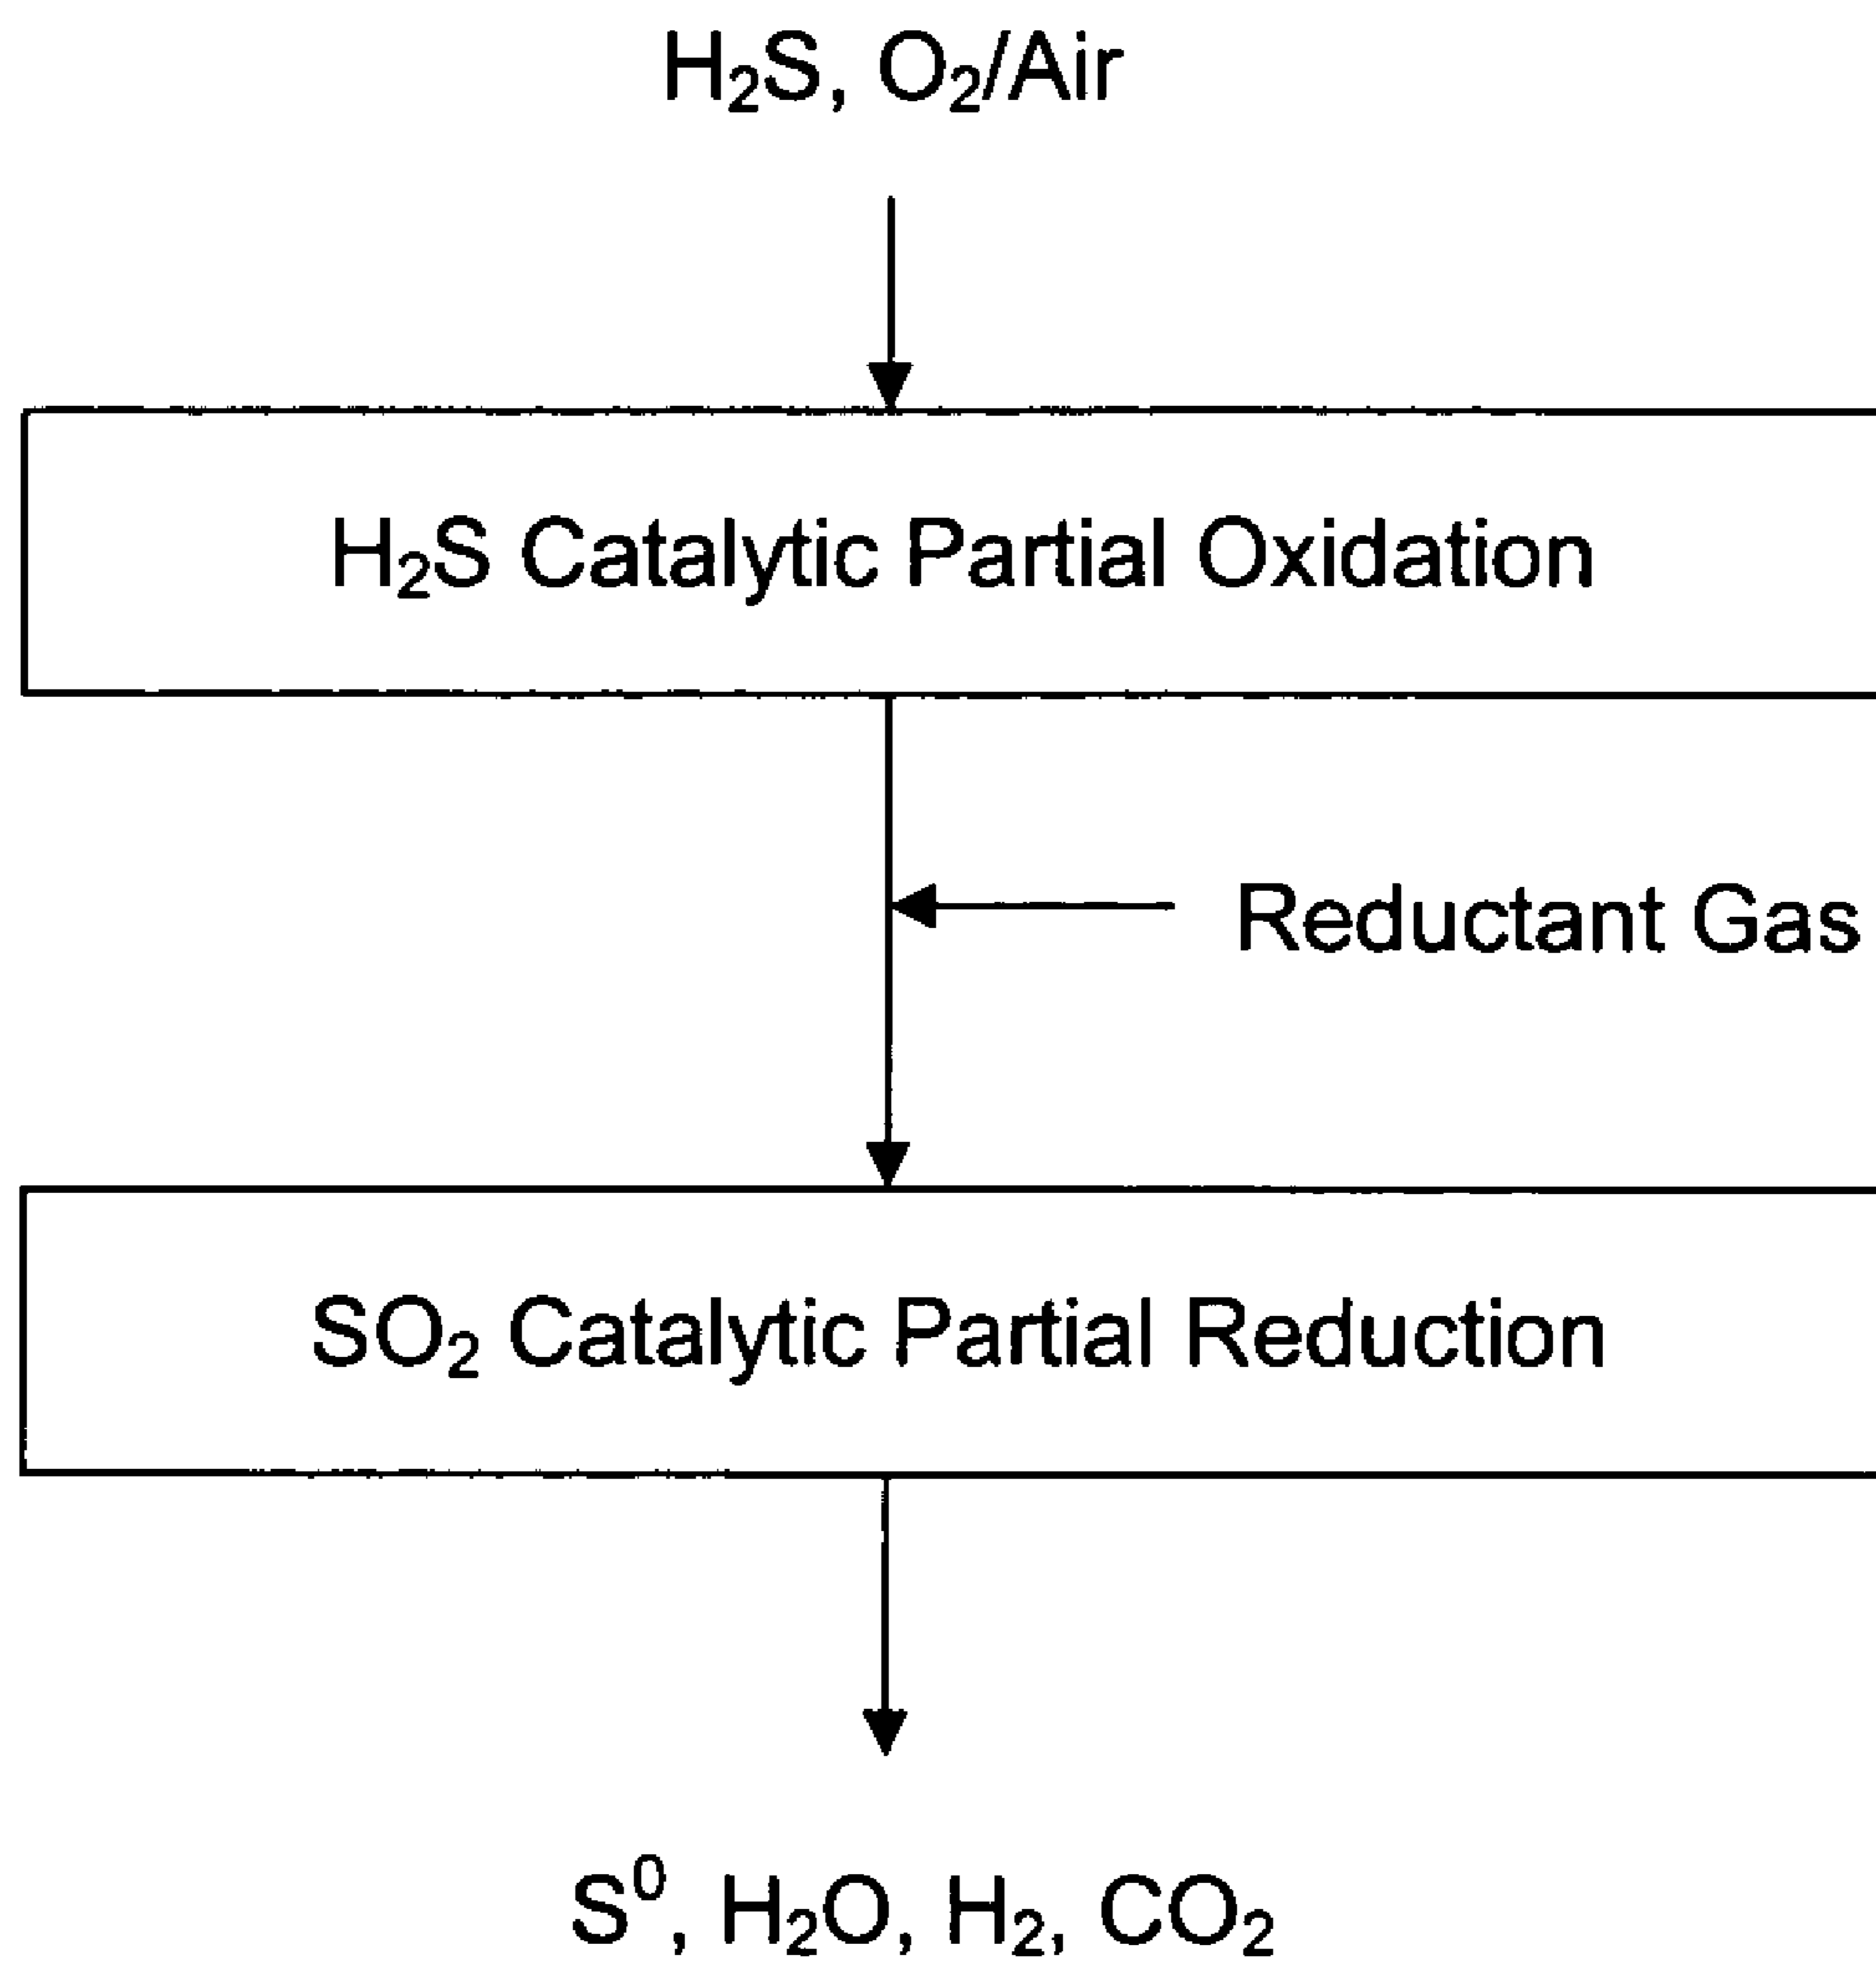 H₂S, O₂/Air
H₂S Catalytic Partial Oxidation
Reductant Gas
SO₂ Catalytic Partial Reduction
S⁰, H₂O, H₂, CO₂